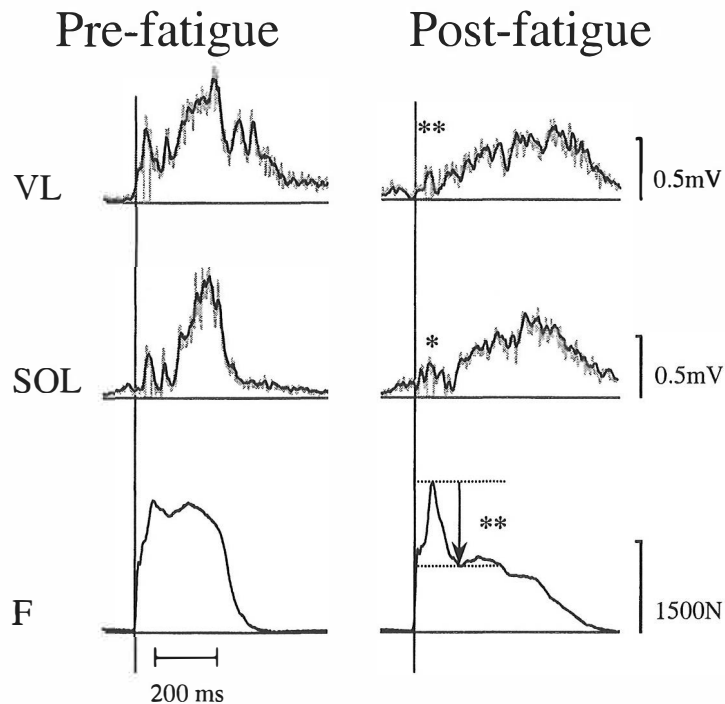 Pre-fatigue Post-fatigue
**
VL 0.5mV
*
SOL 0.5mV
**
F 1500N
200 ms